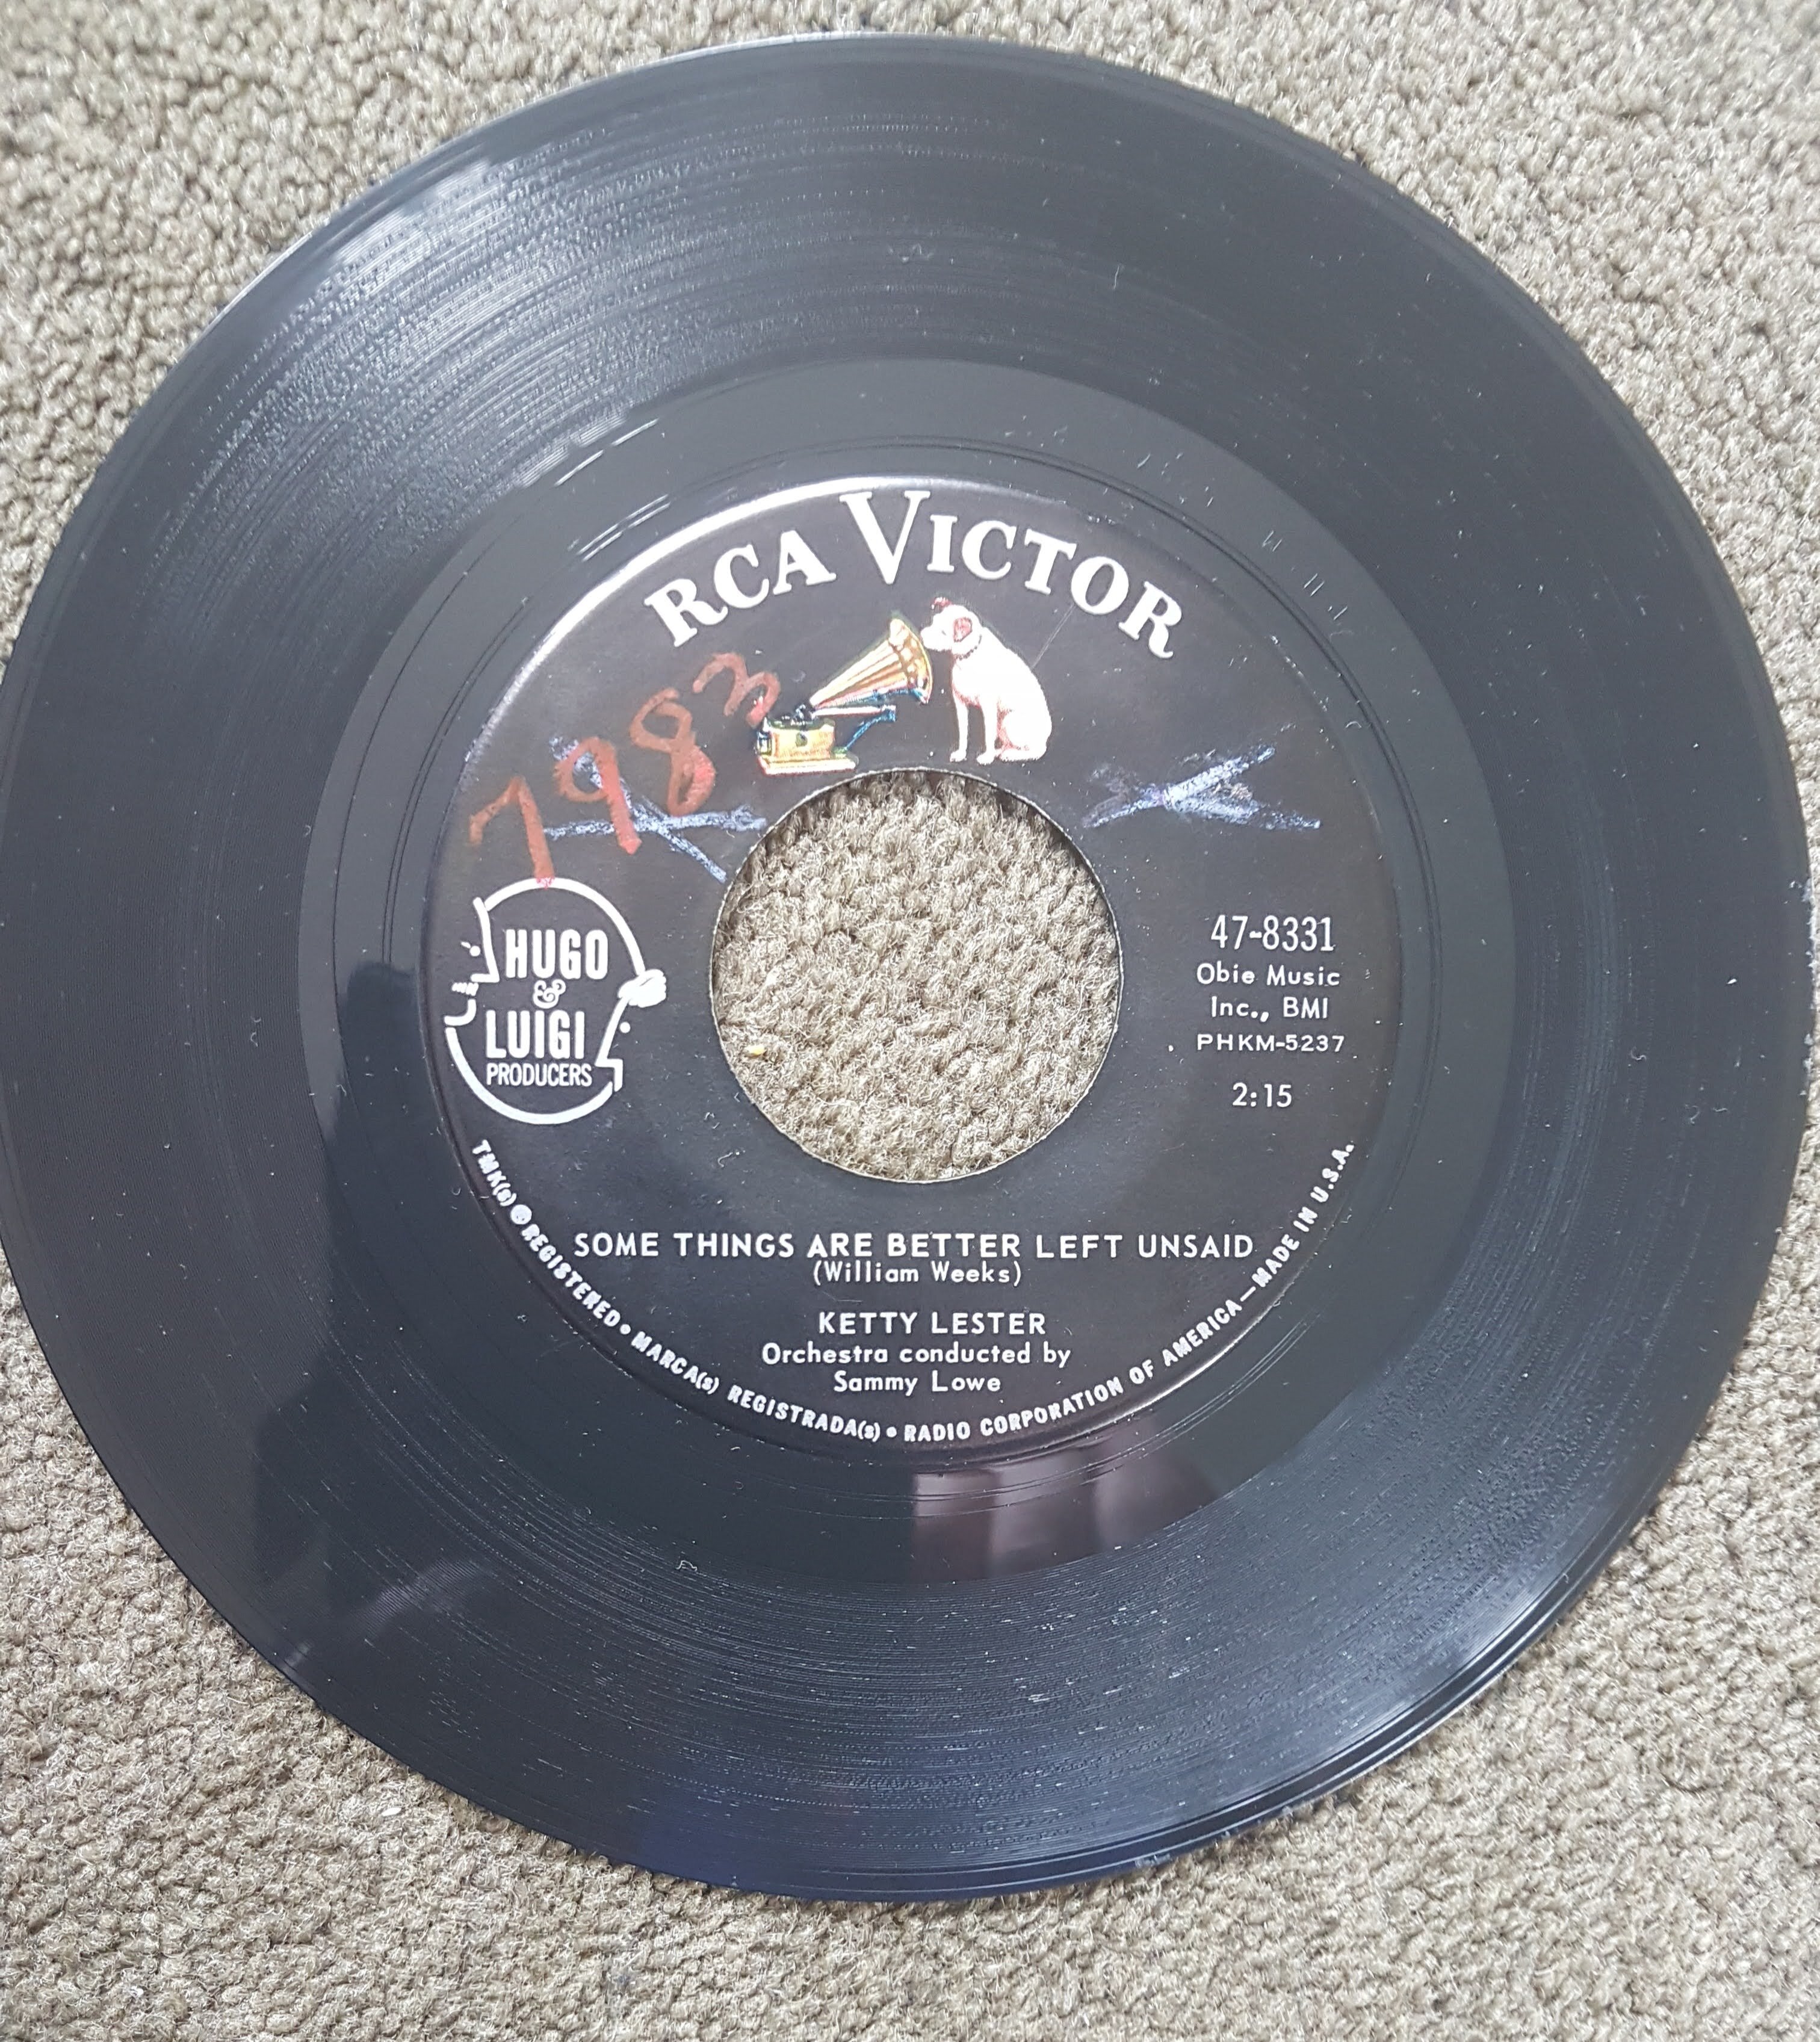 RCA VICTOR
7983
HUGO
&
LUIGI
PRODUCERS
47-8331
Obie Music
Inc., BMI
PHKM-5237
2:15
SOME THINGS ARE BETTER LEFT UNSAID
(William Weeks)
KETTY LESTER
Orchestra conducted by
Sammy Lowe
TMK(s) ® REGISTERED • MARCA(s) REGISTRADA(s) • RADIO CORPORATION OF AMERICA—MADE IN U.S.A.